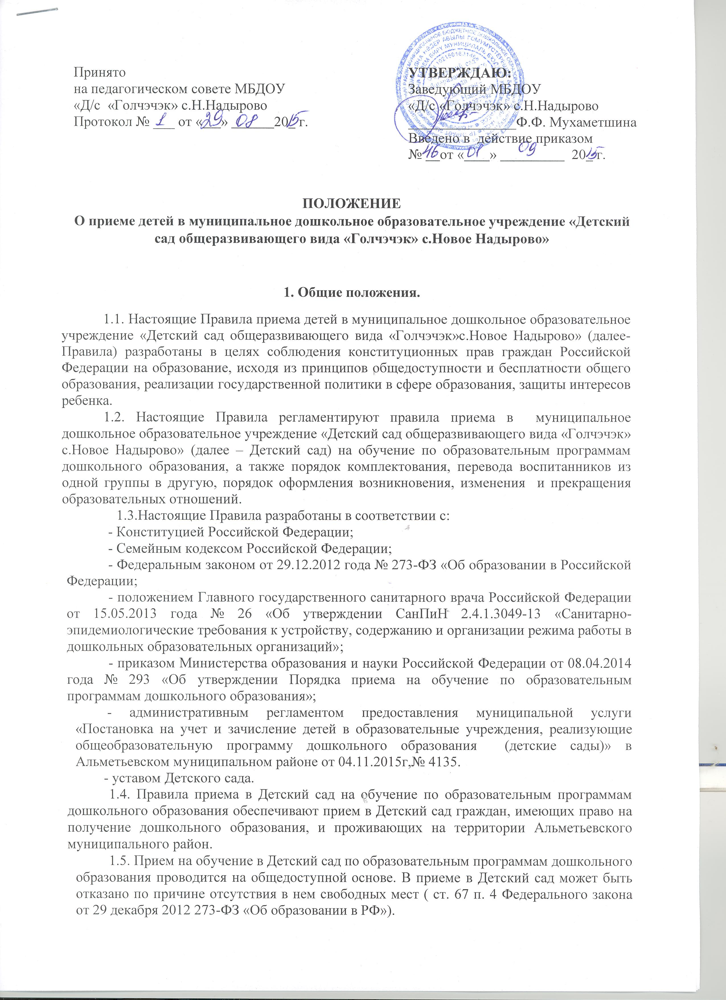 Принято
на педагогическом совете МБДОУ
«Д/с «Голчэчэк» с.Н.Надырово
Протокол № 1 от «29» 08 2015 г.
УТВЕРЖДАЮ:
Заведующий МБДОУ
«Д/с «Голчэчэк» с.Н.Надырово
Ф.Ф. Мухаметшина
Введено в действие приказом
№ 46 от «01» 09 2015 г.
ПОЛОЖЕНИЕ
О приеме детей в муниципальное дошкольное образовательное учреждение «Детский
сад общеразвивающего вида «Голчэчэк» с.Новое Надырово»
1. Общие положения.
1.1. Настоящие Правила приема детей в муниципальное дошкольное образовательное
учреждение «Детский сад общеразвивающего вида «Голчэчэк»с.Новое Надырово» (далее-
Правила) разработаны в целях соблюдения конституционных прав граждан Российской
Федерации на образование, исходя из принципов общедоступности и бесплатности общего
образования, реализации государственной политики в сфере образования, защиты интересов
ребенка.
1.2. Настоящие Правила регламентируют правила приема в муниципальное
дошкольное образовательное учреждение «Детский сад общеразвивающего вида «Голчэчэк»
с.Новое Надырово» (далее – Детский сад) на обучение по образовательным программам
дошкольного образования, а также порядок комплектования, перевода воспитанников из
одной группы в другую, порядок оформления возникновения, изменения и прекращения
образовательных отношений.
1.3.Настоящие Правила разработаны в соответствии с:
- Конституцией Российской Федерации;
- Семейным кодексом Российской Федерации;
- Федеральным законом от 29.12.2012 года № 273-ФЗ «Об образовании в Российской
Федерации;
- положением Главного государственного санитарного врача Российской Федерации
от 15.05.2013 года № 26 «Об утверждении СанПиН 2.4.1.3049-13 «Санитарно-
эпидемиологические требования к устройству, содержанию и организации режима работы в
дошкольных образовательных организаций»;
- приказом Министерства образования и науки Российской Федерации от 08.04.2014
года № 293 «Об утверждении Порядка приема на обучение по образовательным
программам дошкольного образования»;
- административным регламентом предоставления муниципальной услуги
«Постановка на учет и зачисление детей в образовательные учреждения, реализующие
общеобразовательную программу дошкольного образования (детские сады)» в
Альметьевском муниципальном районе от 04.11.2015г,№ 4135.
- уставом Детского сада.
1.4. Правила приема в Детский сад на обучение по образовательным программам
дошкольного образования обеспечивают прием в Детский сад граждан, имеющих право на
получение дошкольного образования, и проживающих на территории Альметьевского
муниципального район.
1.5. Прием на обучение в Детский сад по образовательным программам дошкольного
образования проводится на общедоступной основе. В приеме в Детский сад может быть
отказано по причине отсутствия в нем свободных мест ( ст. 67 п. 4 Федерального закона
от 29 декабря 2012 273-ФЗ «Об образовании в РФ»).